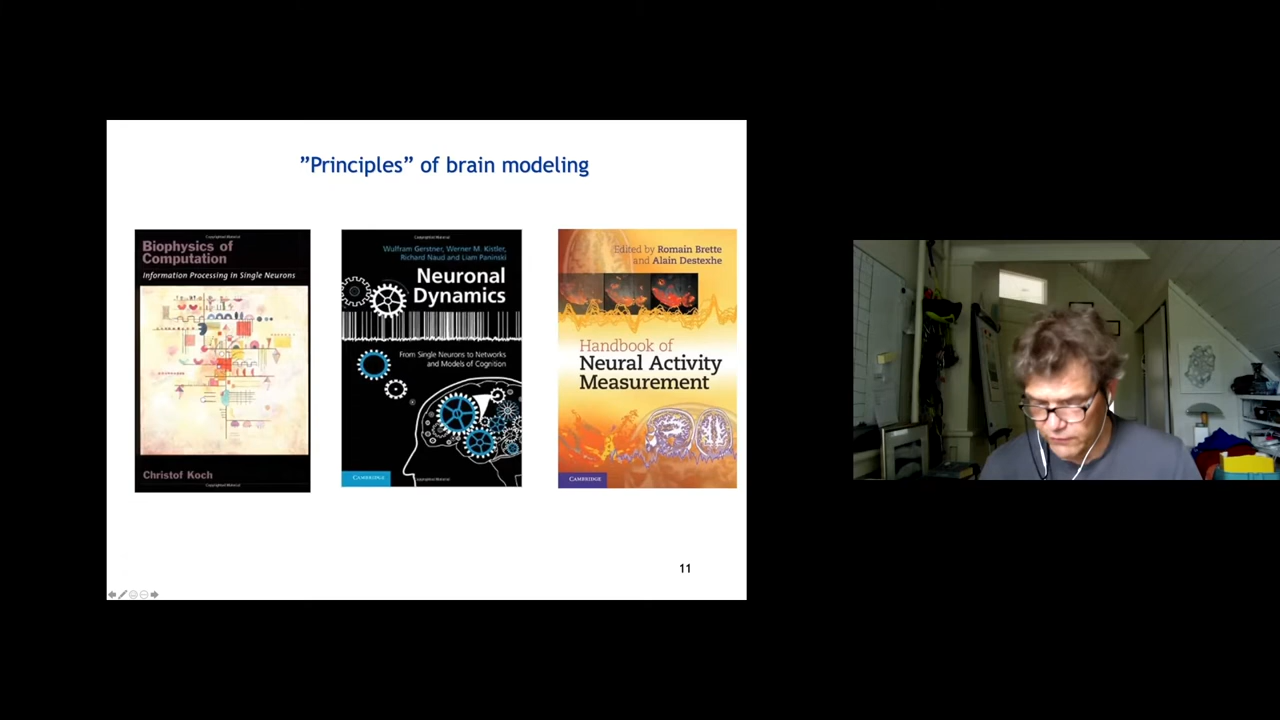 ”Principles” of brain modeling
Biophysics of
Computation
Information Processing in Single Neurons
Christof Koch
Wulfram Gerstner, Werner M. Kistler,
Richard Naud and Liam Paninski
Neuronal
Dynamics
From Single Neurons to Networks
and Models of Cognition
CAMBRIDGE
Edited by Romain Brette
and Alain Destexhe
Handbook of
Neural Activity
Measurement
CAMBRIDGE
11